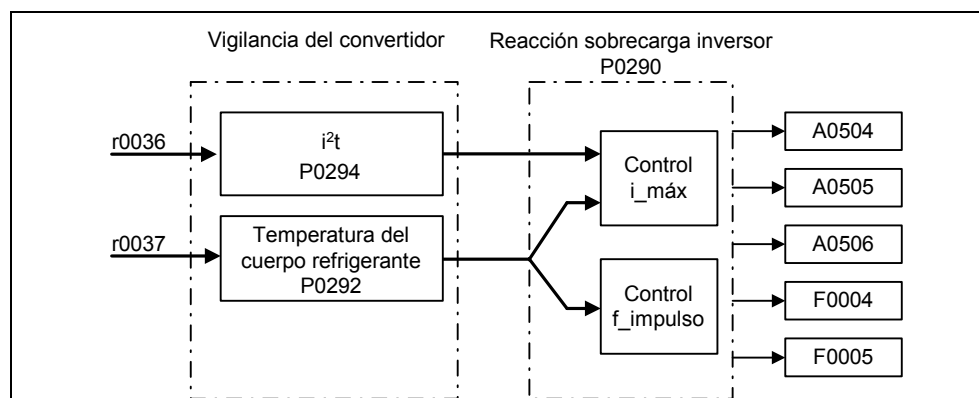 Vigilancia del convertidor
Reacción sobrecarga inversor
P0290
r0036
i²t
P0294
r0037
Temperatura del
cuerpo refrigerante
P0292
Control
i_máx
Control
f_impulso
A0504
A0505
A0506
F0004
F0005